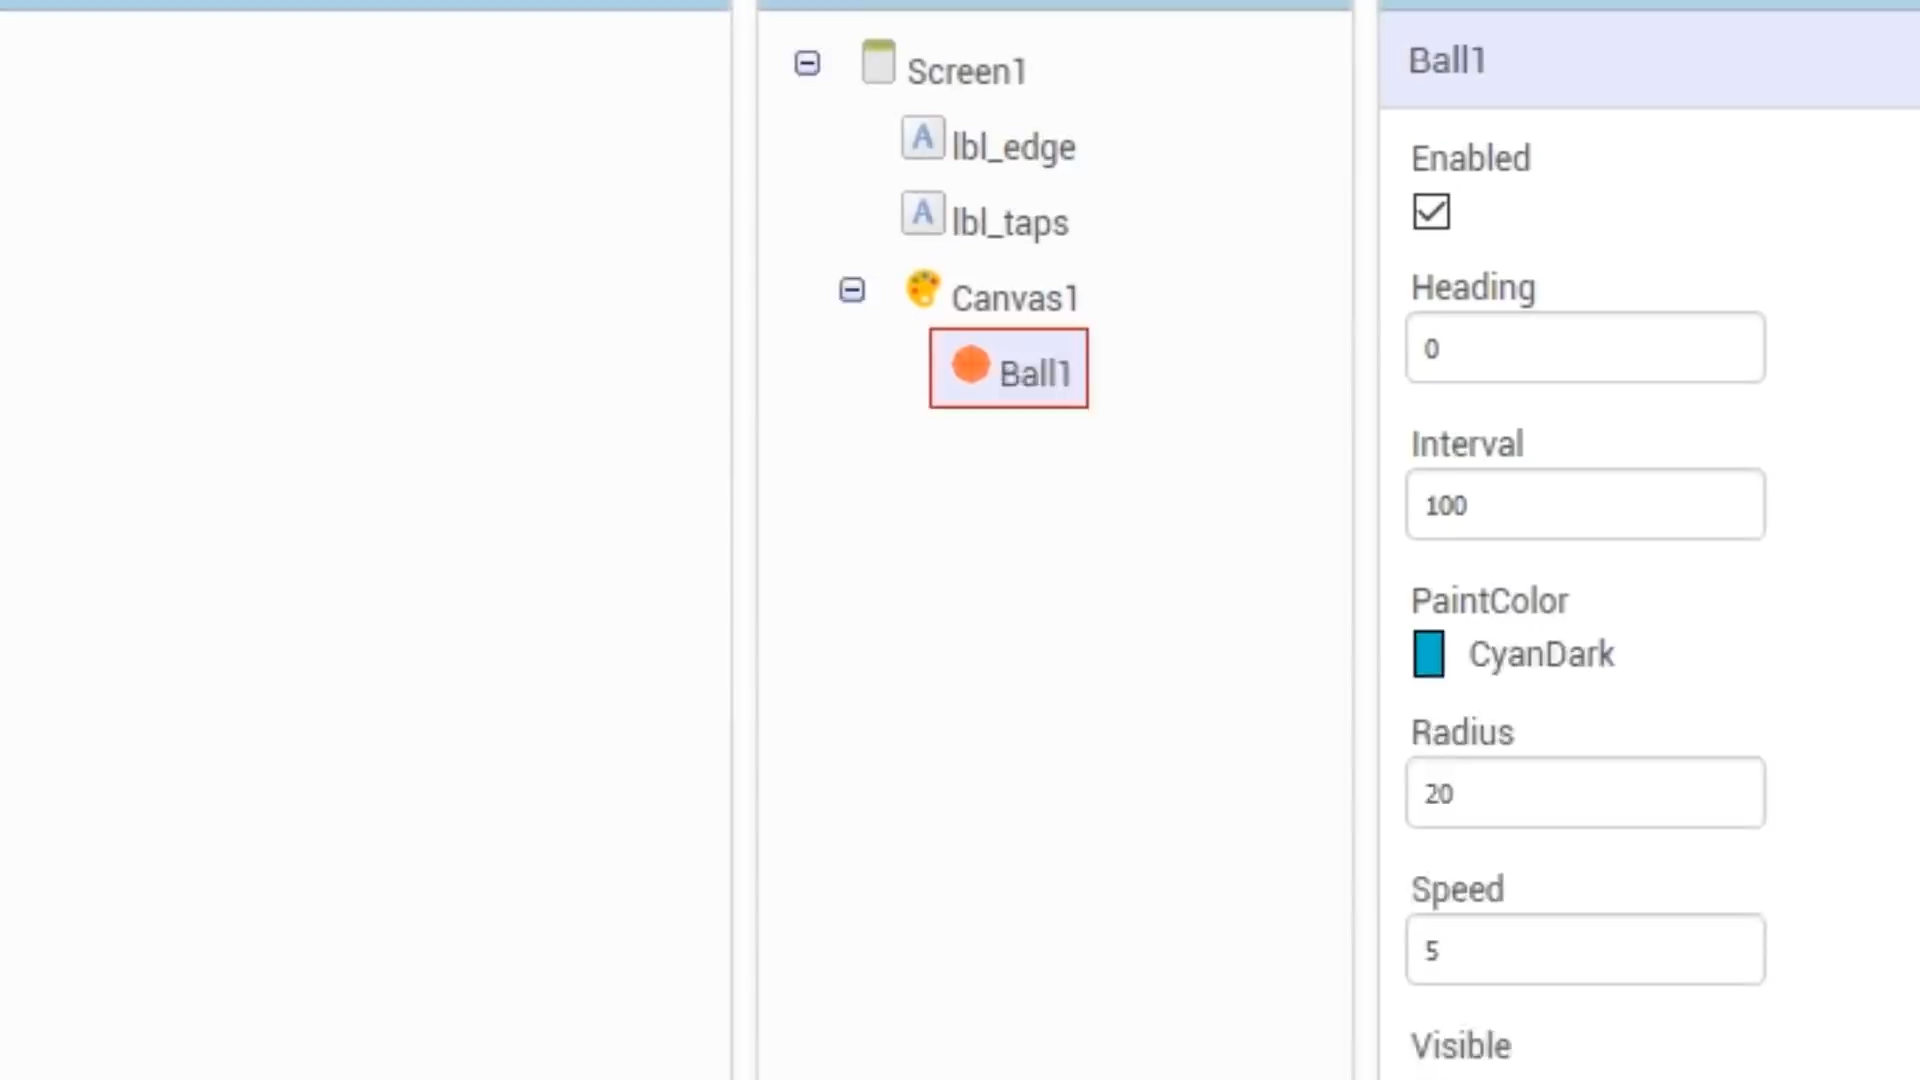 Screen1
lbl_edge
lbl_taps
Canvas1
Ball1
Ball1
Enabled
Heading
0
Interval
100
PaintColor
CyanDark
Radius
20
Speed
5
Visible